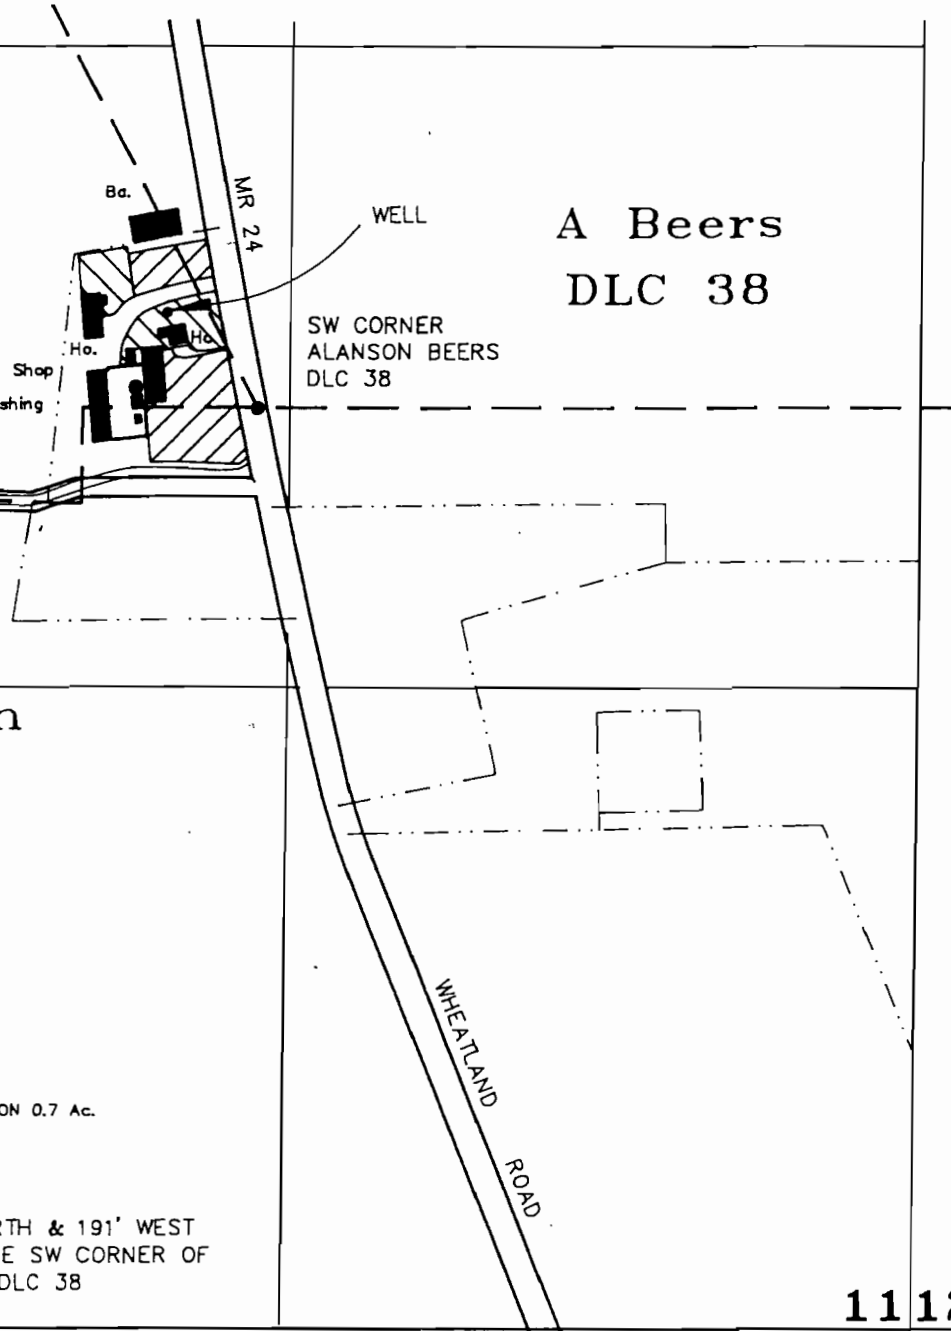 Ba.
MR 24
WELL
A Beers
DLC 38
SW CORNER
ALANSON BEERS
DLC 38
Ho.
Ho.
Shop
shing
n
WHEATLAND
ROAD
ON 0.7 Ac.
RTH & 191' WEST
E SW CORNER OF
DLC 38
111